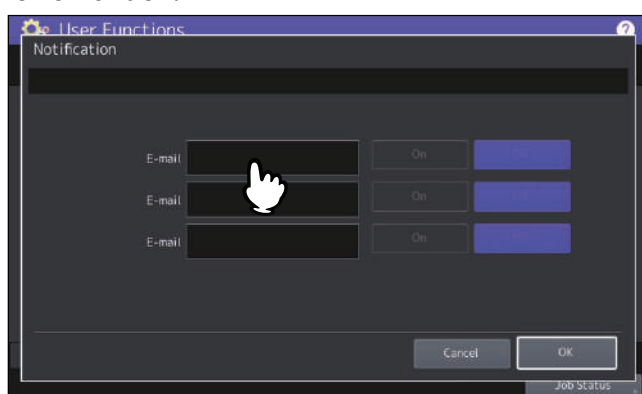 User Functions
?
Notification
E-mail
On
E-mail
On
E-mail
On
Cancel
OK
Job Status